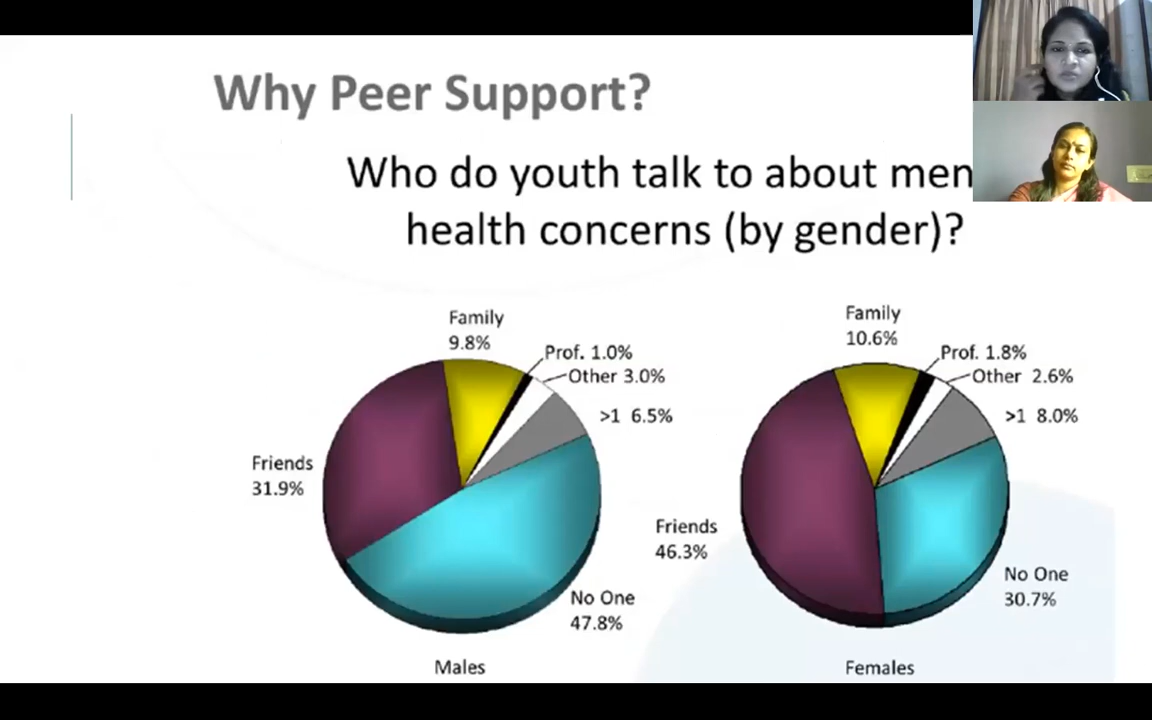 Why Peer Support?
Who do youth talk to about men
health concerns (by gender)?
Family
9.8%
Prof. 1.0%
Other 3.0%
>1 6.5%
Friends
31.9%
No One
47.8%
Males
Family
10.6%
Prof. 1.8%
Other 2.6%
>1 8.0%
Friends
46.3%
No One
30.7%
Females